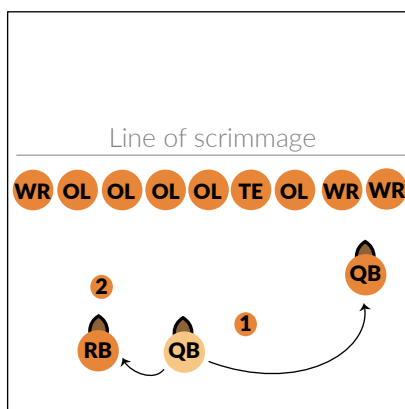 Line of scrimmage
WR OL OL OL OL TE OL WR WR
QB
2
1
RB QB